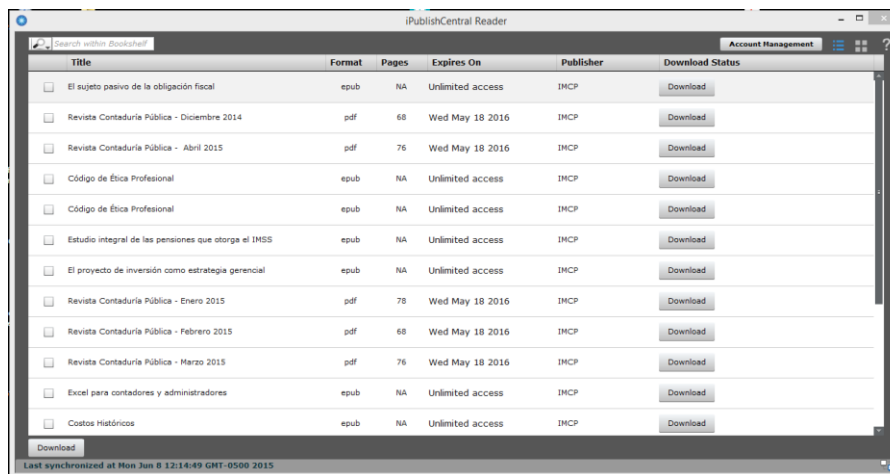 iPublishCentral Reader
Search within Bookshelf
Account Management
?
Title Format Pages Expires On Publisher Download Status
El sujeto pasivo de la obligación fiscal epub NA Unlimited access IMCP Download
Revista Contaduría Pública - Diciembre 2014 pdf 68 Wed May 18 2016 IMCP Download
Revista Contaduría Pública - Abril 2015 pdf 76 Wed May 18 2016 IMCP Download
Código de Ética Profesional epub NA Unlimited access IMCP Download
Código de Ética Profesional epub NA Unlimited access IMCP Download
Estudio integral de las pensiones que otorga el IMSS epub NA Unlimited access IMCP Download
El proyecto de inversión como estrategia gerencial epub NA Unlimited access IMCP Download
Revista Contaduría Pública - Enero 2015 pdf 78 Wed May 18 2016 IMCP Download
Revista Contaduría Pública - Febrero 2015 pdf 68 Wed May 18 2016 IMCP Download
Revista Contaduría Pública - Marzo 2015 pdf 76 Wed May 18 2016 IMCP Download
Excel para contadores y administradores epub NA Unlimited access IMCP Download
Costos Históricos epub NA Unlimited access IMCP Download
Download
Last synchronized at Mon Jun 8 12:14:49 GMT-0500 2015